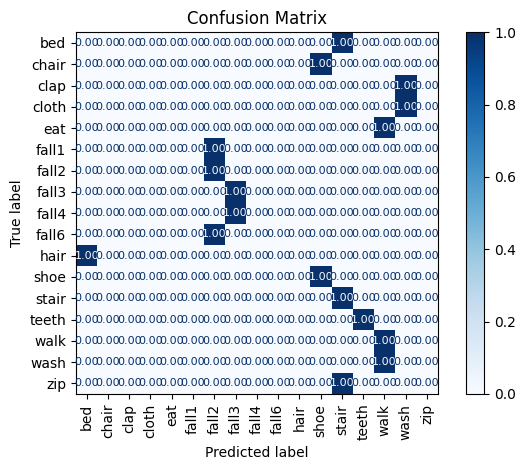 Confusion Matrix
bed 0.00 0.00 0.00 0.00 0.00 0.00 0.00 0.00 0.00 0.00 0.00 0.00 1.00 0.00 0.00 0.00 0.00
chair 0.00 0.00 0.00 0.00 0.00 0.00 0.00 0.00 0.00 0.00 0.00 1.00 0.00 0.00 0.00 0.00 0.00
clap 0.00 0.00 0.00 0.00 0.00 0.00 0.00 0.00 0.00 0.00 0.00 0.00 0.00 0.00 0.00 1.00 0.00
cloth 0.00 0.00 0.00 0.00 0.00 0.00 0.00 0.00 0.00 0.00 0.00 0.00 0.00 0.00 0.00 1.00 0.00
eat 0.00 0.00 0.00 0.00 0.00 0.00 0.00 0.00 0.00 0.00 0.00 0.00 0.00 0.00 1.00 0.00 0.00
fall1 0.00 0.00 0.00 0.00 0.00 0.00 1.00 0.00 0.00 0.00 0.00 0.00 0.00 0.00 0.00 0.00 0.00
fall2 0.00 0.00 0.00 0.00 0.00 0.00 1.00 0.00 0.00 0.00 0.00 0.00 0.00 0.00 0.00 0.00 0.00
fall3 0.00 0.00 0.00 0.00 0.00 0.00 0.00 1.00 0.00 0.00 0.00 0.00 0.00 0.00 0.00 0.00 0.00
fall4 0.00 0.00 0.00 0.00 0.00 0.00 0.00 1.00 0.00 0.00 0.00 0.00 0.00 0.00 0.00 0.00 0.00
fall6 0.00 0.00 0.00 0.00 0.00 0.00 1.00 0.00 0.00 0.00 0.00 0.00 0.00 0.00 0.00 0.00 0.00
hair 1.00 0.00 0.00 0.00 0.00 0.00 0.00 0.00 0.00 0.00 0.00 0.00 0.00 0.00 0.00 0.00 0.00
shoe 0.00 0.00 0.00 0.00 0.00 0.00 0.00 0.00 0.00 0.00 0.00 1.00 0.00 0.00 0.00 0.00 0.00
stair 0.00 0.00 0.00 0.00 0.00 0.00 0.00 0.00 0.00 0.00 0.00 0.00 1.00 0.00 0.00 0.00 0.00
teeth 0.00 0.00 0.00 0.00 0.00 0.00 0.00 0.00 0.00 0.00 0.00 0.00 0.00 1.00 0.00 0.00 0.00
walk 0.00 0.00 0.00 0.00 0.00 0.00 0.00 0.00 0.00 0.00 0.00 0.00 0.00 0.00 1.00 0.00 0.00
wash 0.00 0.00 0.00 0.00 0.00 0.00 0.00 0.00 0.00 0.00 0.00 0.00 0.00 0.00 1.00 0.00 0.00
zip 0.00 0.00 0.00 0.00 0.00 0.00 0.00 0.00 0.00 0.00 0.00 0.00 1.00 0.00 0.00 0.00 0.00
True label
bed chair clap cloth eat fall1 fall2 fall3 fall4 fall6 hair shoe stair teeth walk wash zip
Predicted label
1.0
0.8
0.6
0.4
0.2
0.0